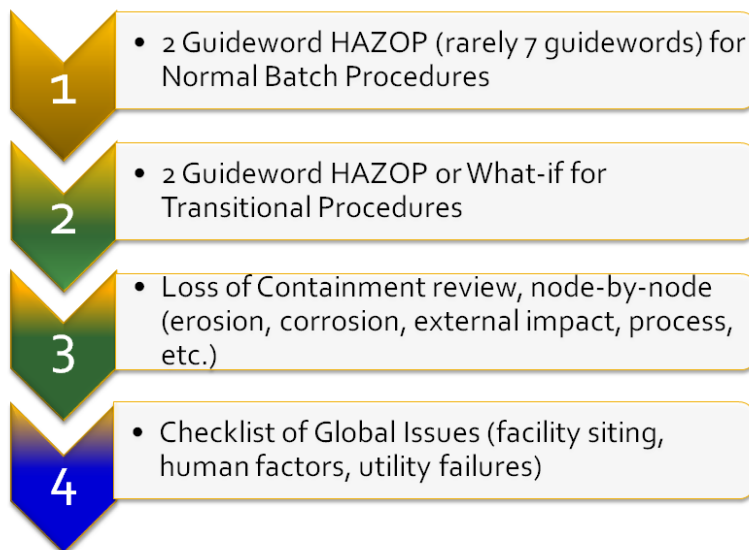 1
• 2 Guideword HAZOP (rarely 7 guidewords) for
Normal Batch Procedures
2
• 2 Guideword HAZOP or What-if for
Transitional Procedures
3
• Loss of Containment review, node-by-node
(erosion, corrosion, external impact, process,
etc.)
4
• Checklist of Global Issues (facility siting,
human factors, utility failures)